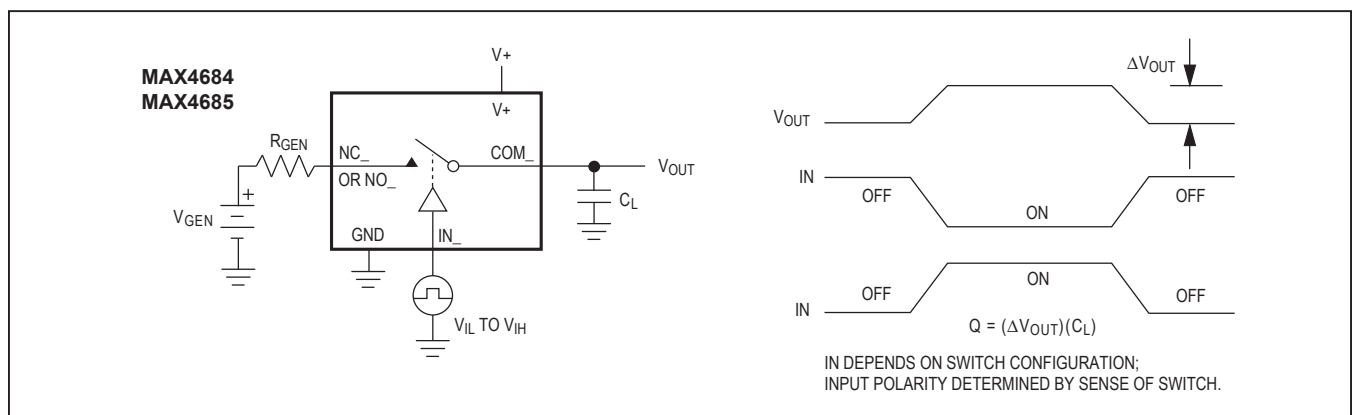 MAX4684
MAX4685
V+
V+
RGEN
NC_
OR NO_
COM_
VOUT
CL
VGEN
+
GND
IN_
VIL TO VIH
ΔVOUT
VOUT
IN
OFF
ON
OFF
IN
OFF
ON
OFF
Q = (ΔVOUT)(CL)
IN DEPENDS ON SWITCH CONFIGURATION;
INPUT POLARITY DETERMINED BY SENSE OF SWITCH.